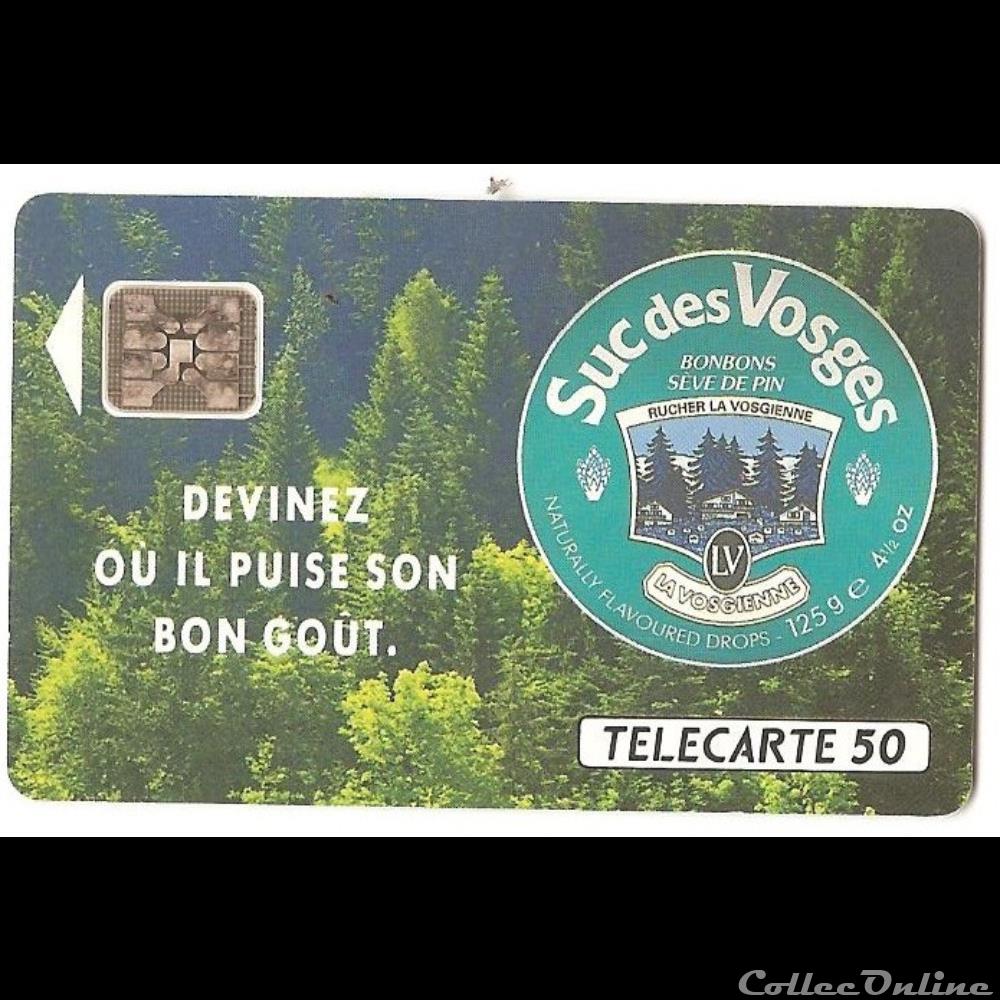 DEVINEZ
OÙ IL PUISE SON
BON GOÛT.
Suc des Vosges
BONBONS
SÈVE DE PIN
RUCHER LA VOSGIENNE
LV
LA VOSGIENNE
NATURALLY FLAVOURED DROPS - 125 g e 4 1/2 OZ
TELECARTE 50
CollecOnline